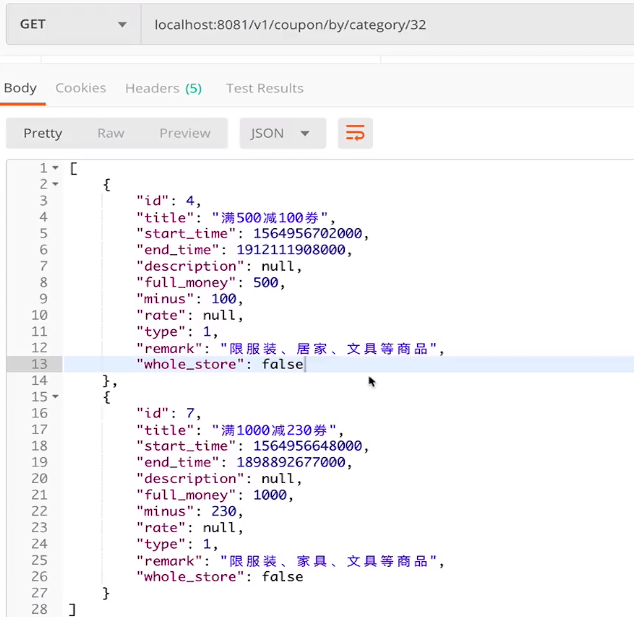 GET localhost:8081/v1/coupon/by/category/32
Body Cookies Headers (5) Test Results
Pretty Raw Preview JSON
1 [
2 {
3 "id": 4,
4 "title": "满500减100券",
5 "start_time": 1564956702000,
6 "end_time": 1912111908000,
7 "description": null,
8 "full_money": 500,
9 "minus": 100,
10 "rate": null,
11 "type": 1,
12 "remark": "限服装、居家、文具等商品",
13 "whole_store": false
14 },
15 {
16 "id": 7,
17 "title": "满1000减230券",
18 "start_time": 1564956648000,
19 "end_time": 1898892677000,
20 "description": null,
21 "full_money": 1000,
22 "minus": 230,
23 "rate": null,
24 "type": 1,
25 "remark": "限服装、家具、文具等商品",
26 "whole_store": false
27 }
28 ]